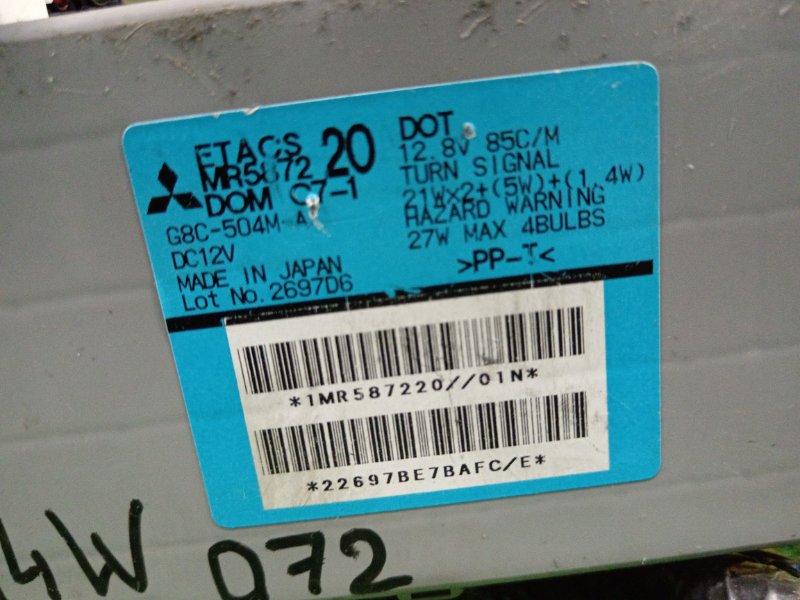 ETACS
MR5872 20
DOM C7-1
G8C-504M-A
DC12V
MADE IN JAPAN
Lot No. 2697D6
DOT
12.8V 85C/M
TURN SIGNAL
21W×2+(5W)+(1.4W)
HAZARD WARNING
27W MAX 4BULBS
>PP-T<
*1MR587220//01N*
*22697BE7BAFC/E*
4W 072